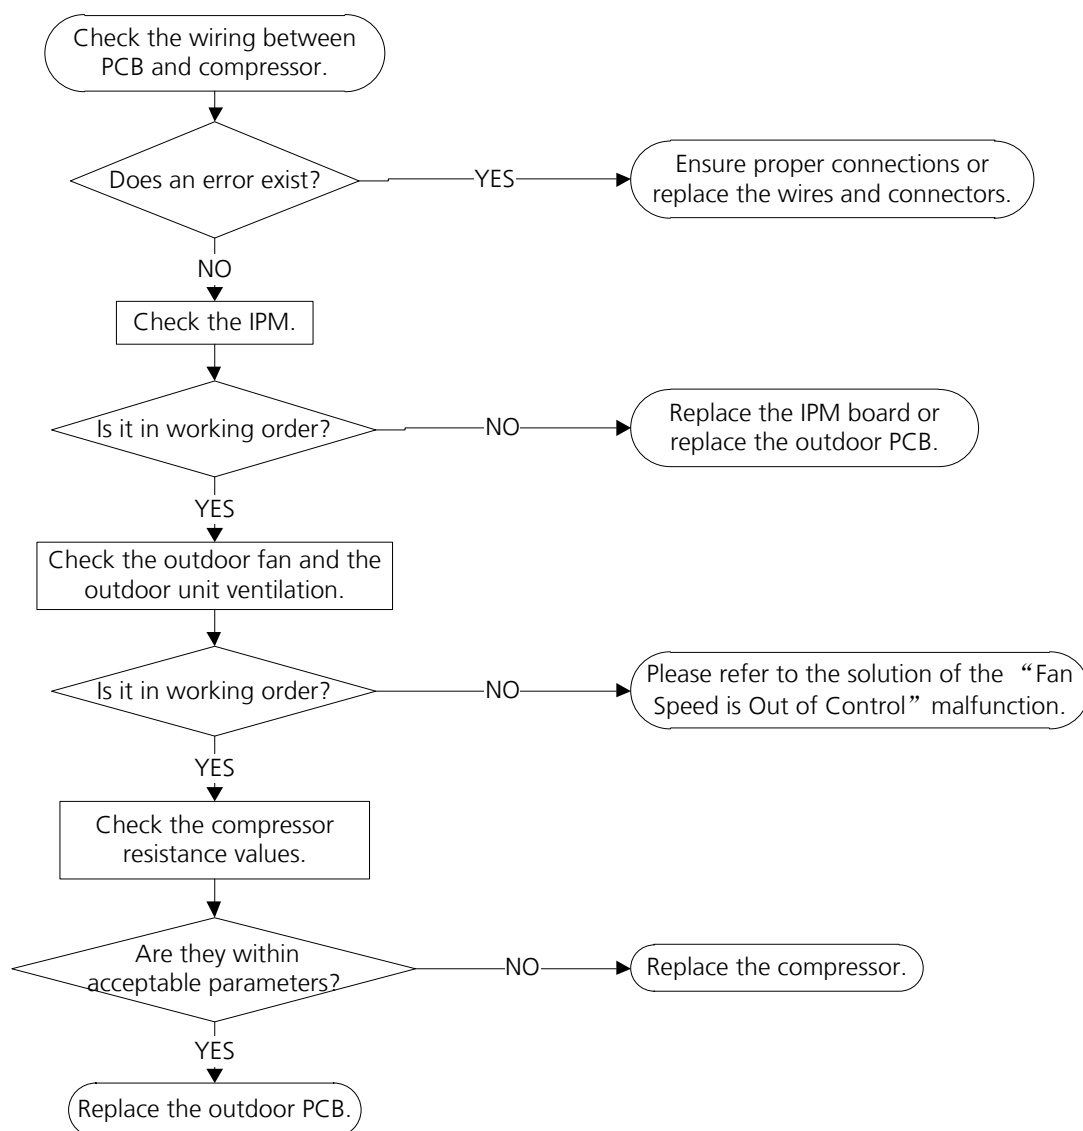 Check the wiring between
PCB and compressor.
Does an error exist?
YES
Ensure proper connections or
replace the wires and connectors.
NO
Check the IPM.
Is it in working order?
NO
Replace the IPM board or
replace the outdoor PCB.
YES
Check the outdoor fan and the
outdoor unit ventilation.
Is it in working order?
NO
Please refer to the solution of the “Fan
Speed is Out of Control” malfunction.
YES
Check the compressor
resistance values.
Are they within
acceptable parameters?
NO
Replace the compressor.
YES
Replace the outdoor PCB.